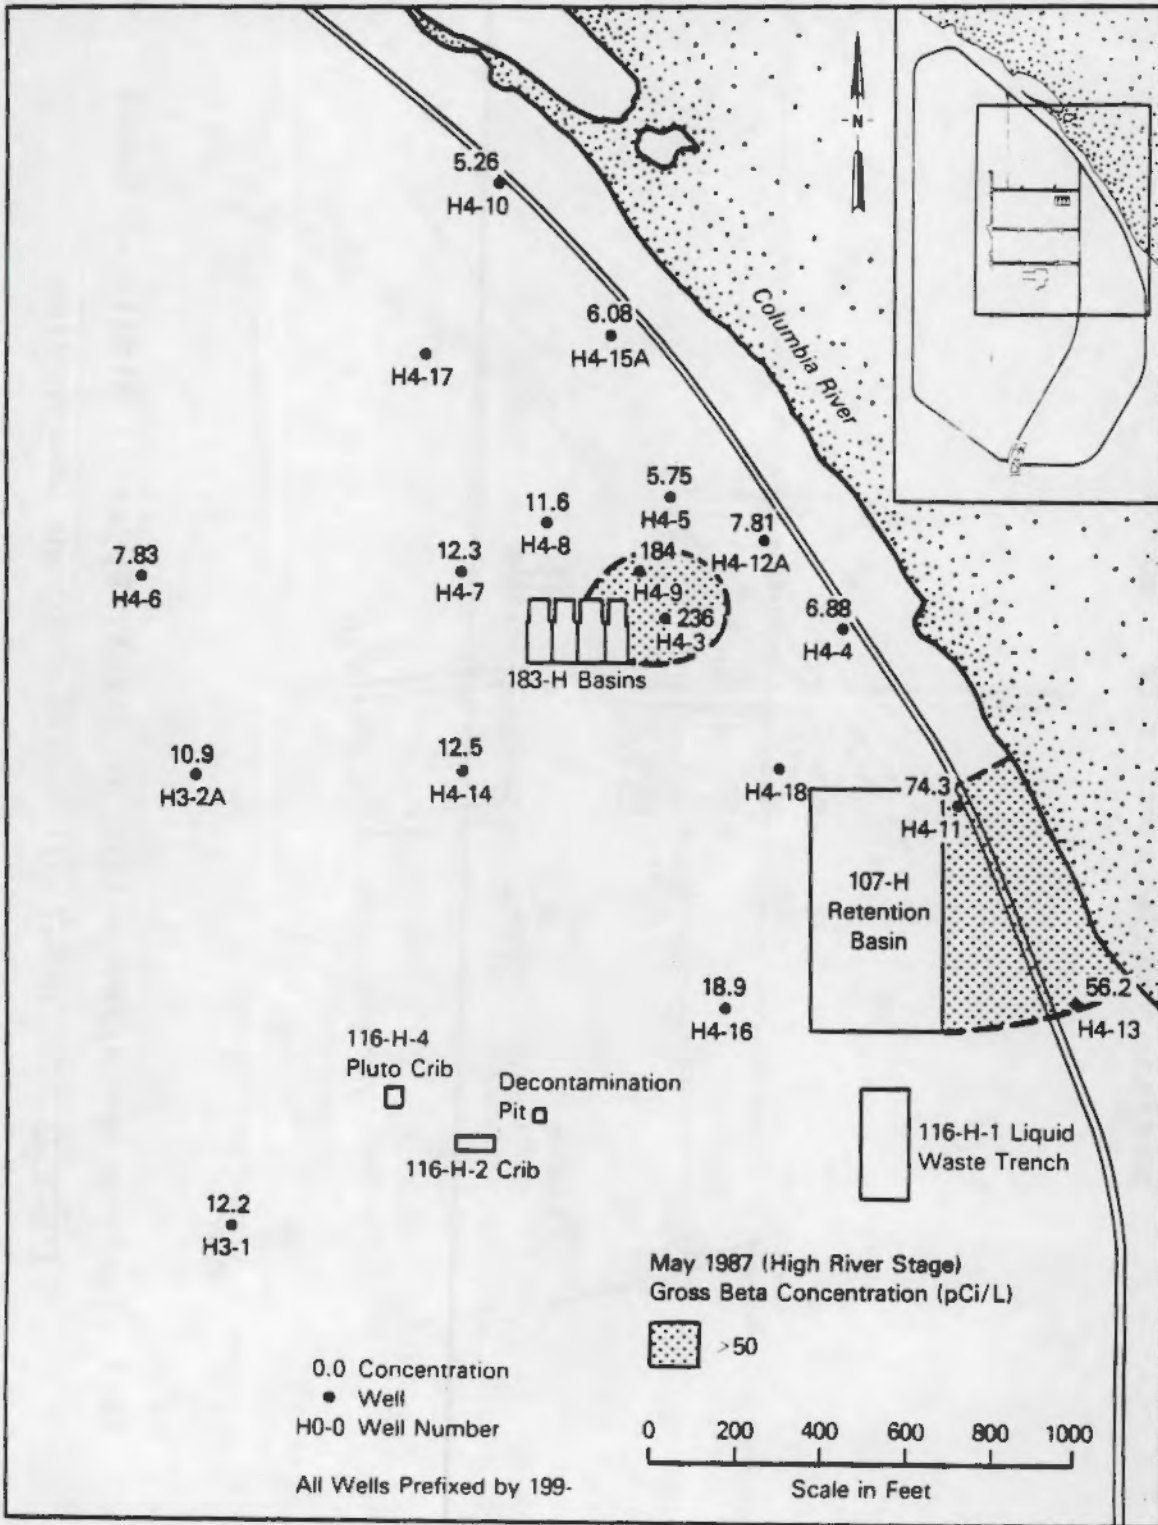 -N-
5.26
H4-10
6.08
H4-15A
H4-17
Columbia River
5.75
H4-5
11.6
H4-8
7.81
H4-12A
7.83
H4-6
12.3
H4-7
184
H4-9
236
H4-3
6.88
H4-4
183-H Basins
10.9
H3-2A
12.5
H4-14
H4-18
74.3
H4-11
107-H
Retention
Basin
18.9
H4-16
56.2
H4-13
116-H-4
Pluto Crib
Decontamination
Pit
116-H-2 Crib
116-H-1 Liquid
Waste Trench
12.2
H3-1
May 1987 (High River Stage)
Gross Beta Concentration (pCi/L)
>50
0.0 Concentration
Well
H0-0 Well Number
All Wells Prefixed by 199-
0 200 400 600 800 1000
Scale in Feet